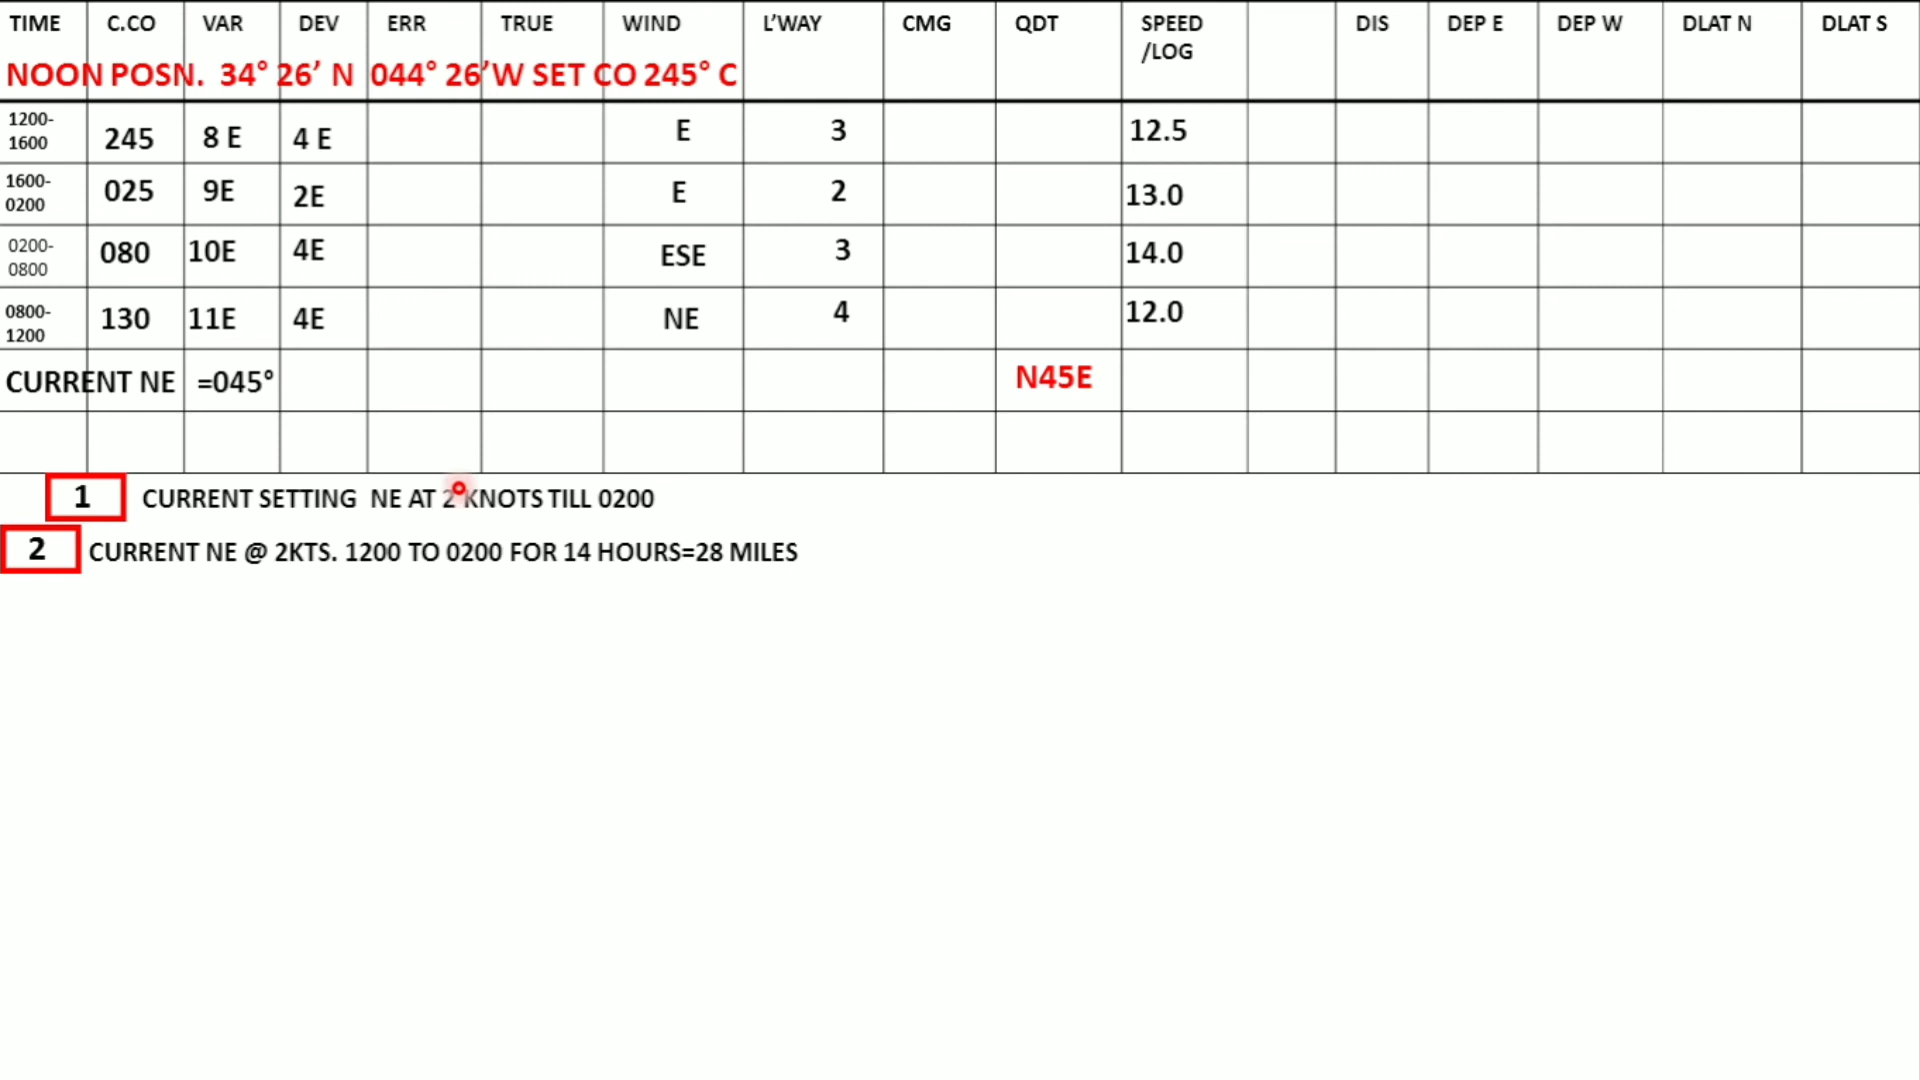 TIME C.CO VAR DEV ERR TRUE WIND L’WAY CMG QDT SPEED /LOG DIS DEP E DEP W DLAT N DLAT S
NOON POSN. 34° 26’ N 044° 26’W SET CO 245° C
1200-1600 245 8 E 4 E E 3 12.5
1600-0200 025 9E 2E E 2 13.0
0200-0800 080 10E 4E ESE 3 14.0
0800-1200 130 11E 4E NE 4 12.0
CURRENT NE =045° N45E
1 CURRENT SETTING NE AT 2 KNOTS TILL 0200
2 CURRENT NE @ 2KTS. 1200 TO 0200 FOR 14 HOURS=28 MILES